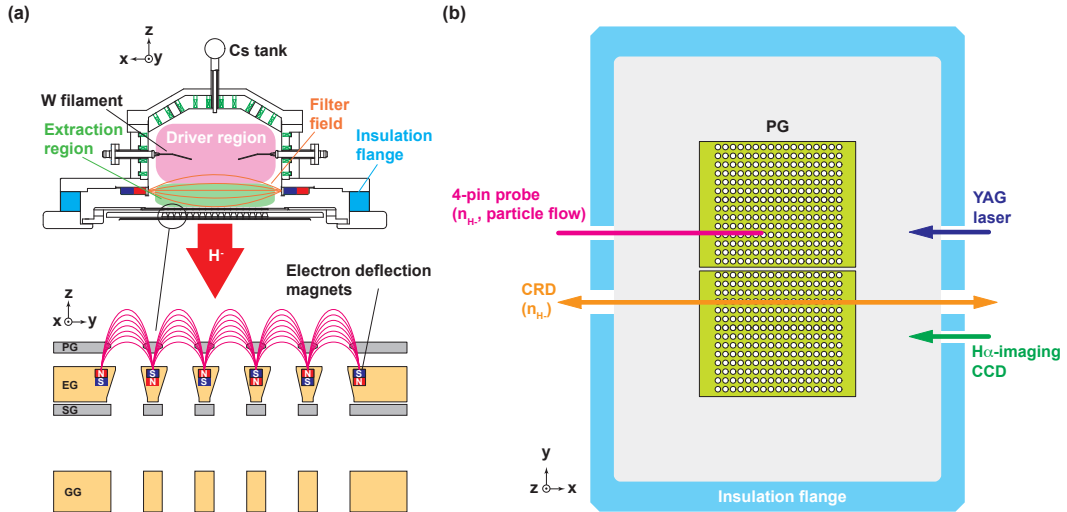 (a)
z
x
y
Cs tank
W filament
Extraction
region
Driver region
Filter
field
Insulation
flange
H-
Electron deflection
magnets
z
x
y
PG
EG
N
S
S
N
N
S
S
N
N
S
S
N
SG
GG
(b)
PG
4-pin probe
(nH-, particle flow)
YAG
laser
CRD
(nH-)
Hα-imaging
CCD
y
z
x
Insulation flange